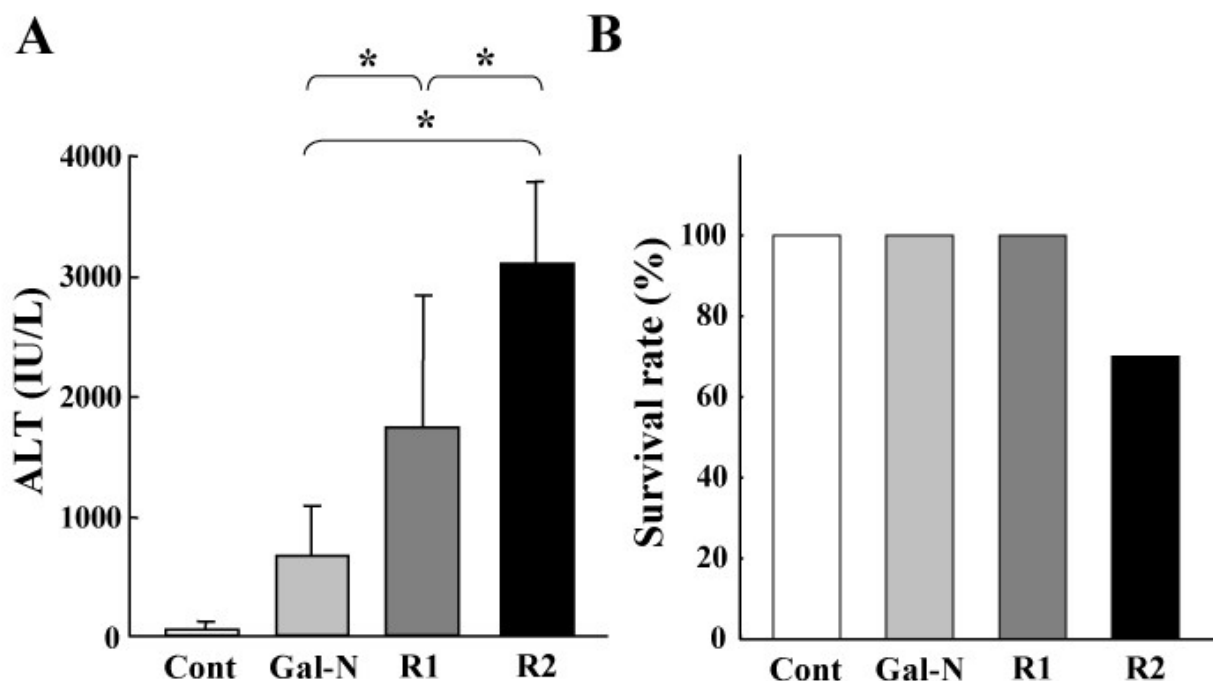 A
* *
*
ALT (IU/L)
4000
3000
2000
1000
0
Cont Gal-N R1 R2
B
Survival rate (%)
100
80
60
40
20
0
Cont Gal-N R1 R2